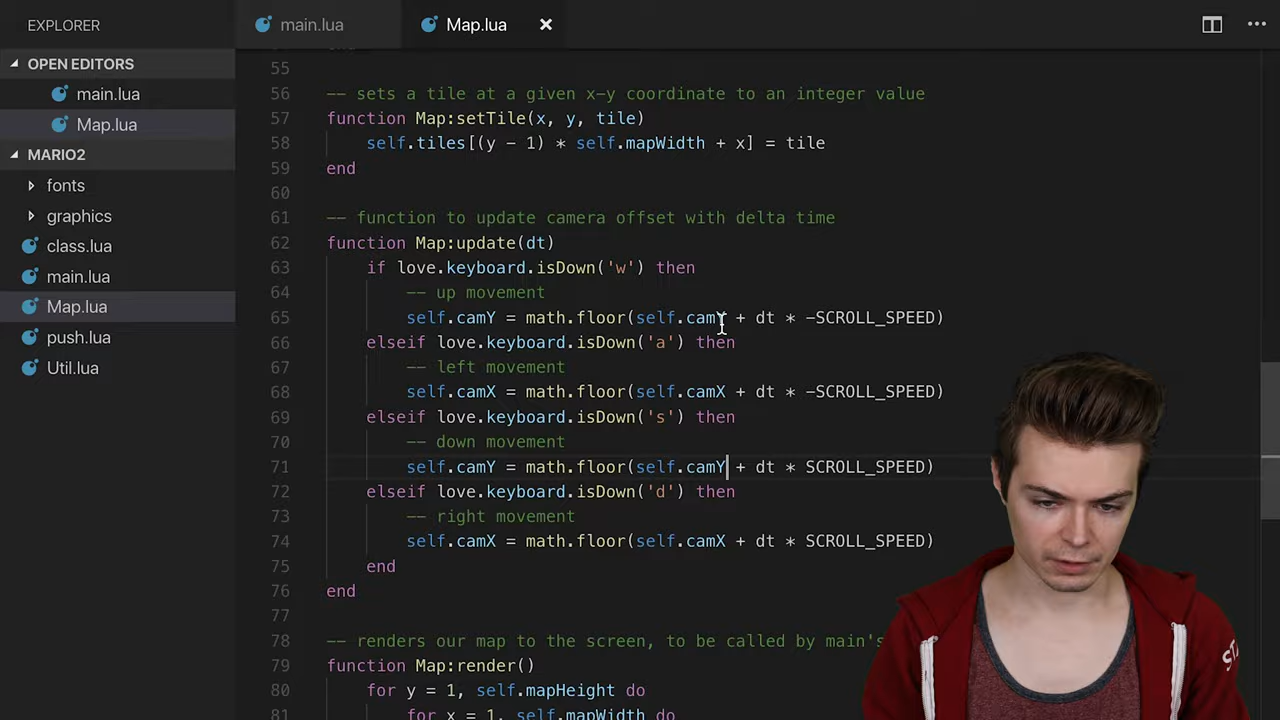 EXPLORER
main.lua
Map.lua
OPEN EDITORS
main.lua
Map.lua
MARIO2
fonts
graphics
class.lua
main.lua
Map.lua
push.lua
Util.lua
55
56 -- sets a tile at a given x-y coordinate to an integer value
57 function Map:setTile(x, y, tile)
58 self.tiles[(y - 1) * self.mapWidth + x] = tile
59 end
60
61 -- function to update camera offset with delta time
62 function Map:update(dt)
63 if love.keyboard.isDown('w') then
64 -- up movement
65 self.camY = math.floor(self.camY + dt * -SCROLL_SPEED)
66 elseif love.keyboard.isDown('a') then
67 -- left movement
68 self.camX = math.floor(self.camX + dt * -SCROLL_SPEED)
69 elseif love.keyboard.isDown('s') then
70 -- down movement
71 self.camY = math.floor(self.camY + dt * SCROLL_SPEED)
72 elseif love.keyboard.isDown('d') then
73 -- right movement
74 self.camX = math.floor(self.camX + dt * SCROLL_SPEED)
75 end
76 end
77
78 -- renders our map to the screen, to be called by main's
79 function Map:render()
80 for y = 1, self.mapHeight do
81 for x = 1, self.mapWidth do